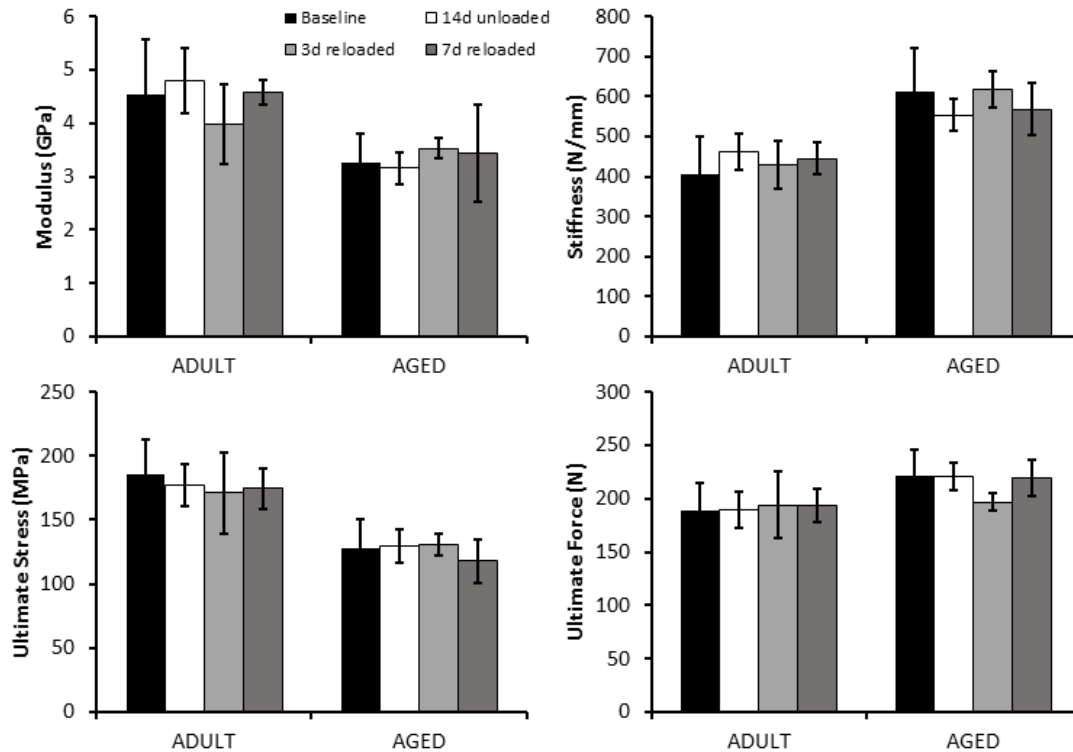 Baseline
14d unloaded
3d reloaded
7d reloaded
Modulus (GPa)
6
5
4
3
2
1
0
ADULT
AGED
Stiffness (N/mm)
800
700
600
500
400
300
200
100
0
ADULT
AGED
Ultimate Stress (MPa)
250
200
150
100
50
0
ADULT
AGED
Ultimate Force (N)
300
250
200
150
100
50
0
ADULT
AGED